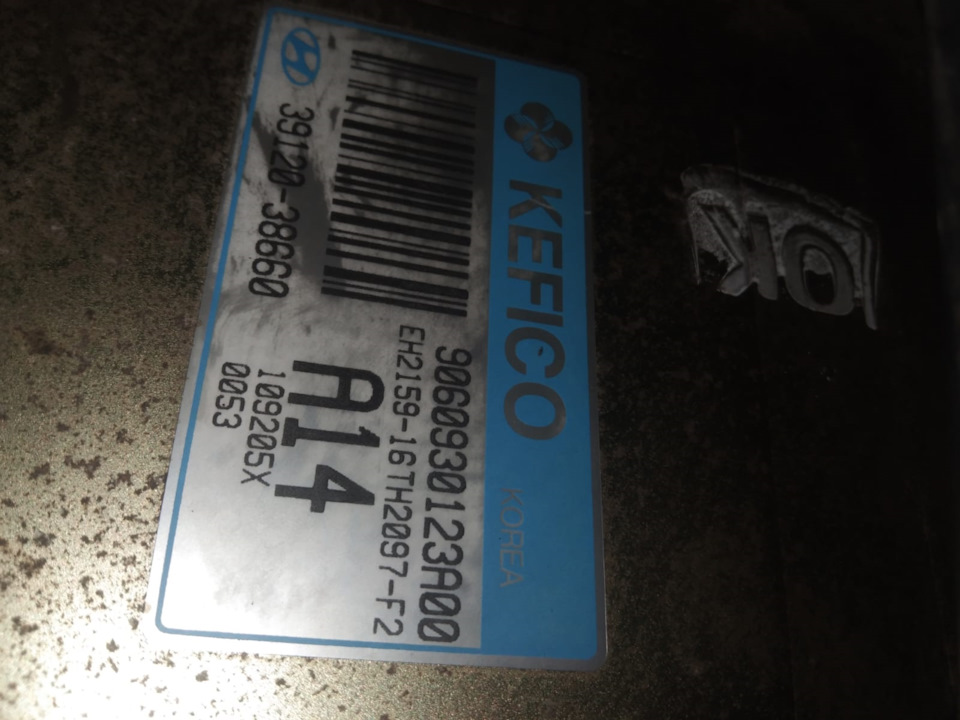 KEFICO KOREA
9060930123A00
EH2159-16TH2097-F2
39120-38660
A14
109205X
0053
OK